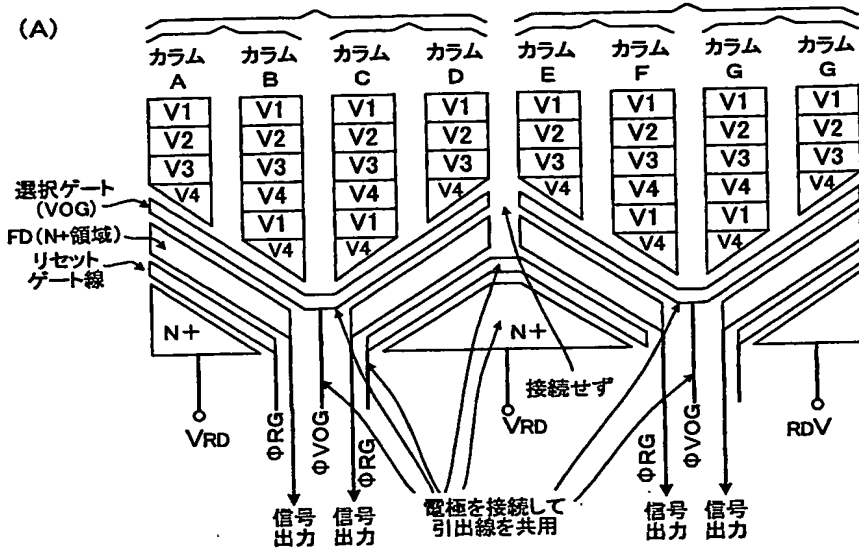 (A)
カラム カラム カラム カラム カラム カラム カラム カラム
A B C D E F G G
V1 V1 V1 V1 V1 V1 V1 V1
V2 V2 V2 V2 V2 V2 V2 V2
V3 V3 V3 V3 V3 V3 V3 V3
V4 V4 V4 V4 V4 V4 V4 V4
V1 V1 V1 V1
V4 V4 V4 V4
選択ゲート
(VOG)
FD(N+領域)
リセット
ゲート線
N+ N+
接続せず
VRD VRD RDV
ΦRG ΦVOG ΦRG ΦRG ΦVOG
電極を接続して
引出線を共用
信号 信号 信号 信号
出力 出力 出力 出力